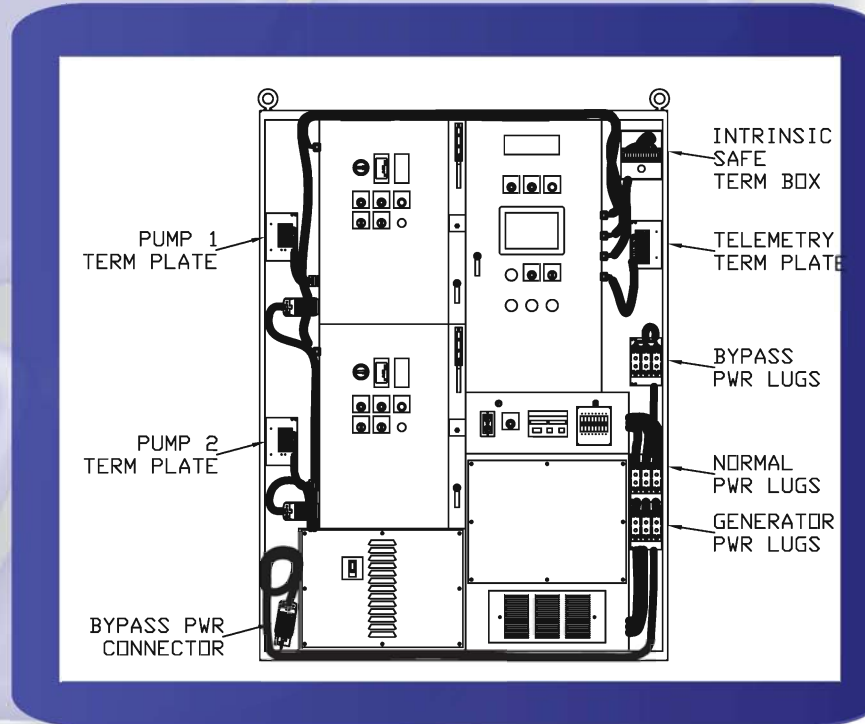 INTRINSIC
SAFE
TERM BOX
PUMP 1
TERM PLATE
TELEMETRY
TERM PLATE
BYPASS
PWR LUGS
PUMP 2
TERM PLATE
NORMAL
PWR LUGS
GENERATOR
PWR LUGS
BYPASS PWR
CONNECTOR